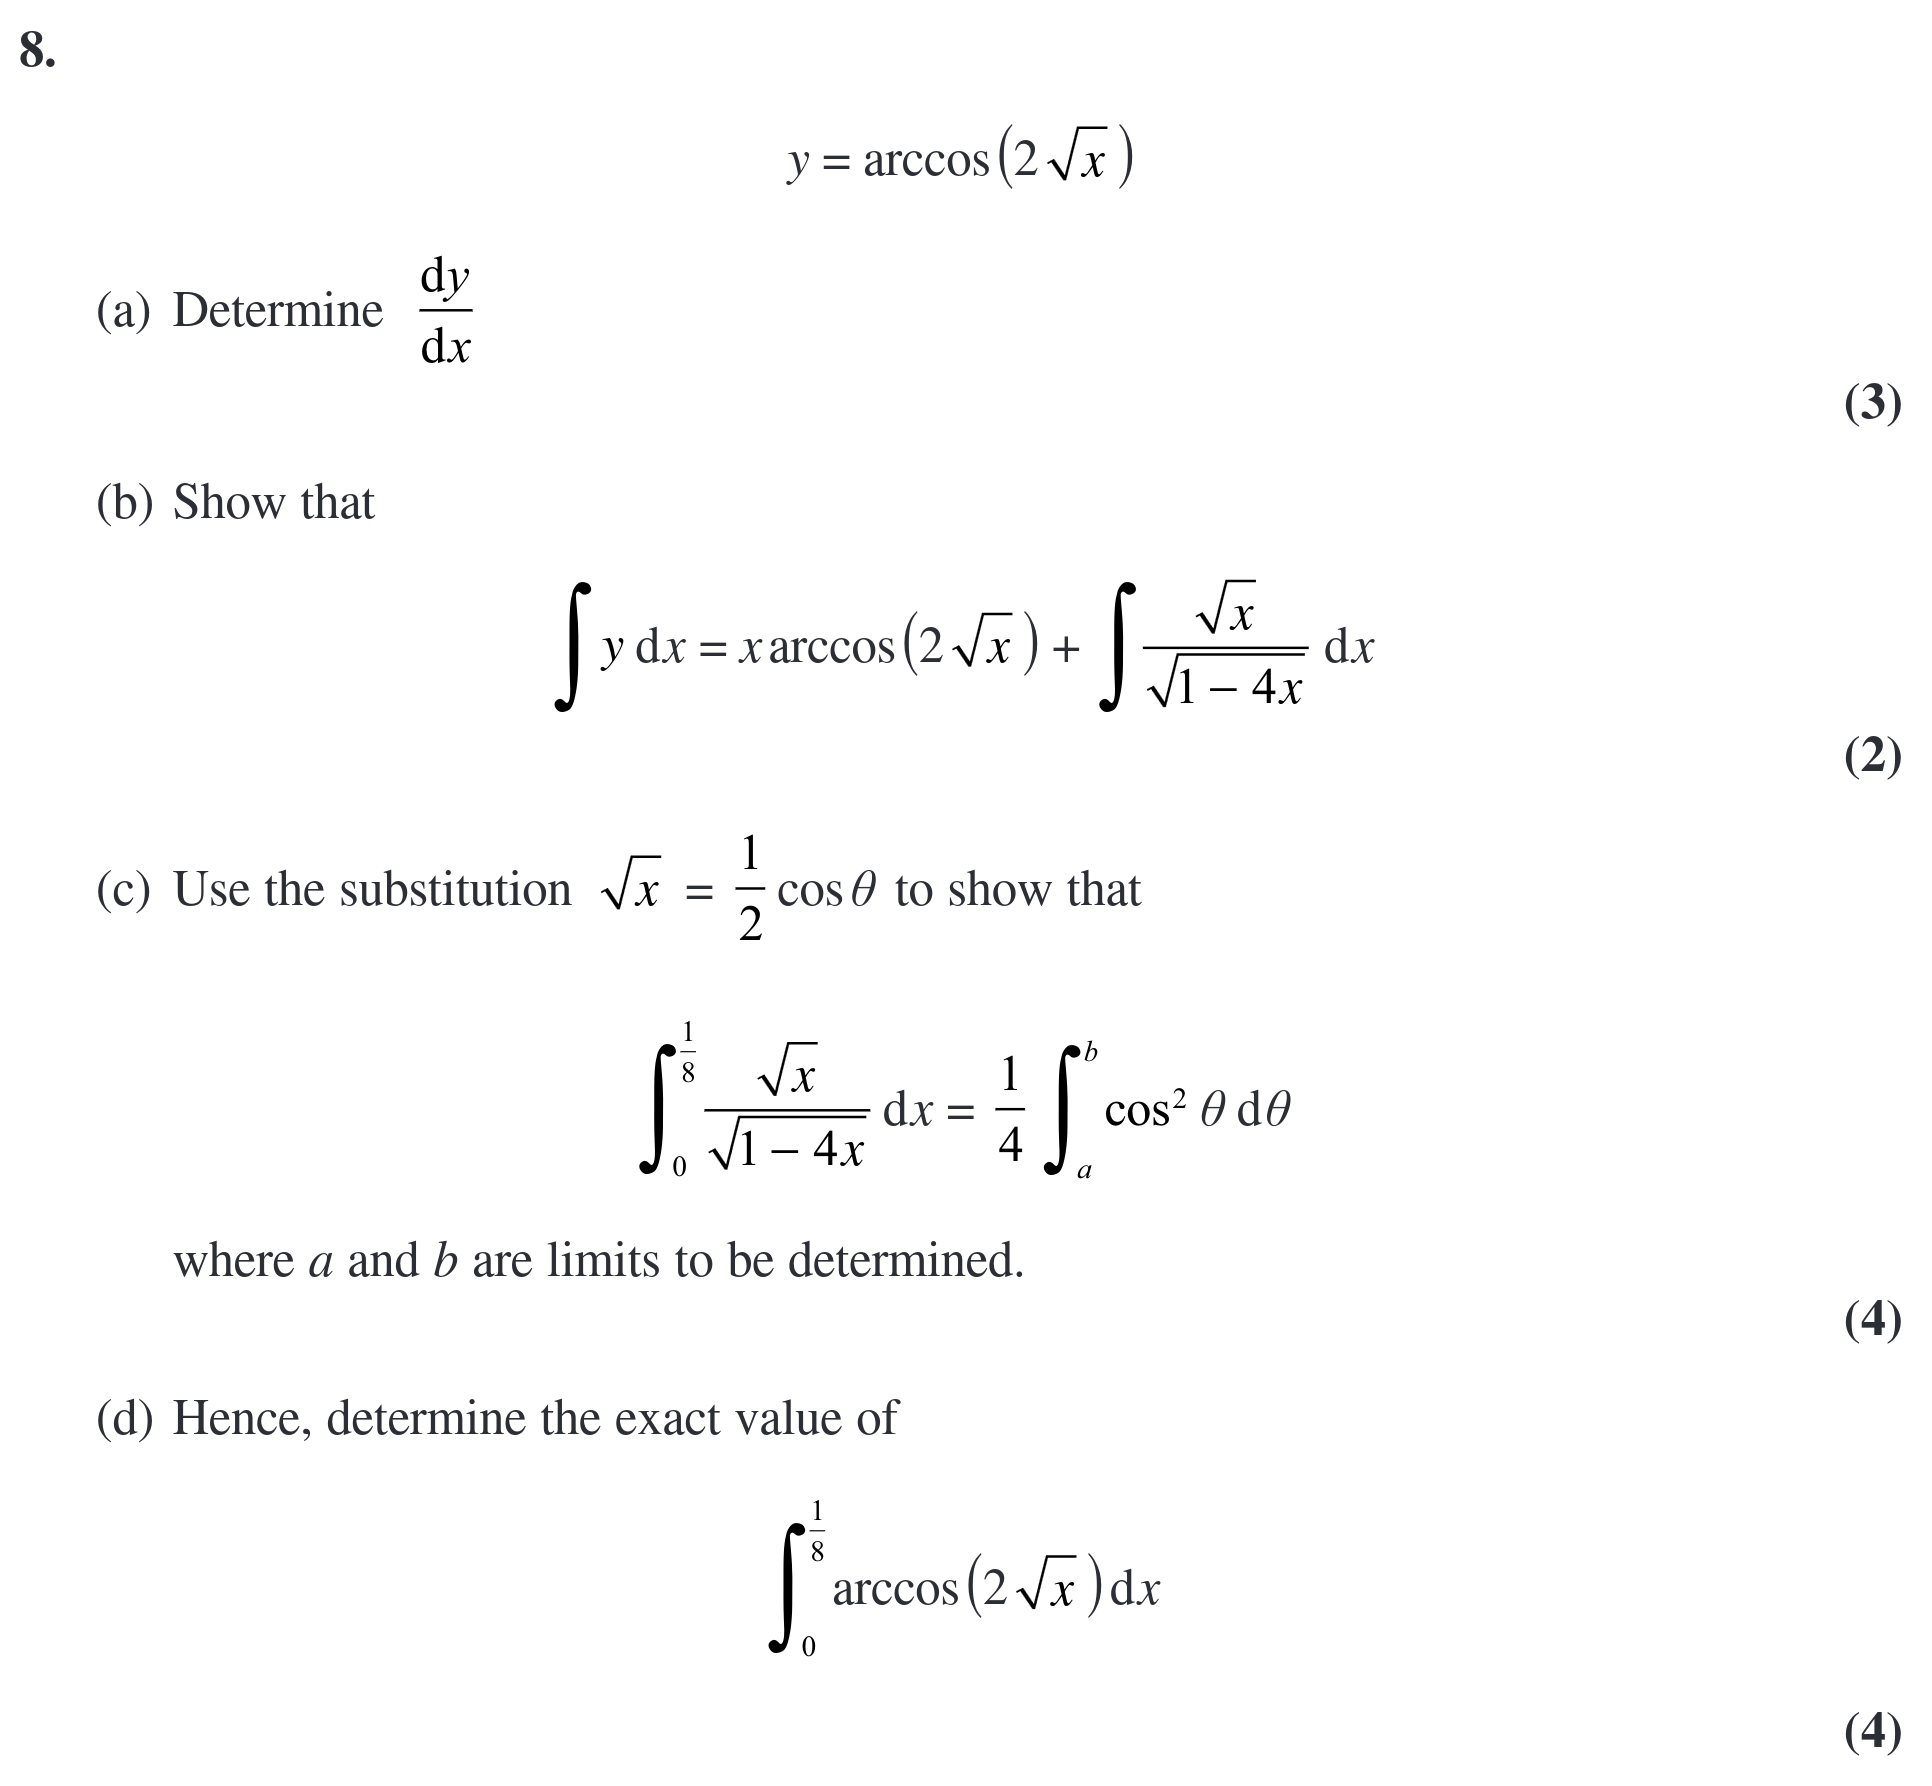 8.
y = arccos(2√x)
(a) Determine dy/dx
(3)
(b) Show that
∫ y dx = x arccos(2√x) + ∫ √x/√(1 – 4x) dx
(2)
(c) Use the substitution √x = 1/2 cos θ to show that
∫₀^(1/8) √x/√(1 – 4x) dx = 1/4 ∫ₐᵇ cos² θ dθ
where a and b are limits to be determined.
(4)
(d) Hence, determine the exact value of
∫₀^(1/8) arccos(2√x) dx
(4)